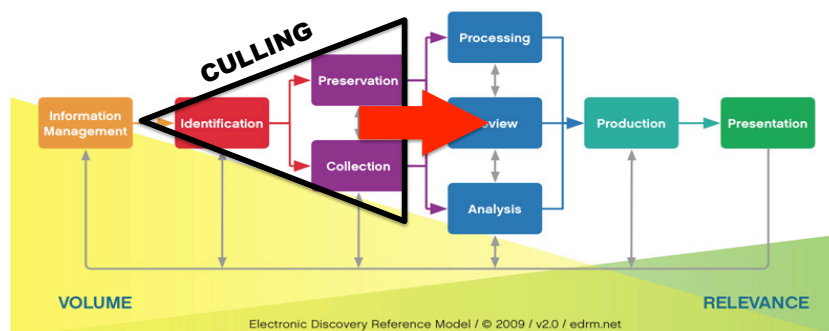 CULLING
Processing
Preservation
Information
Management
Identification
eview
Production
Presentation
Collection
Analysis
VOLUME
RELEVANCE
Electronic Discovery Reference Model / © 2009 / v2.0 / edrm.net